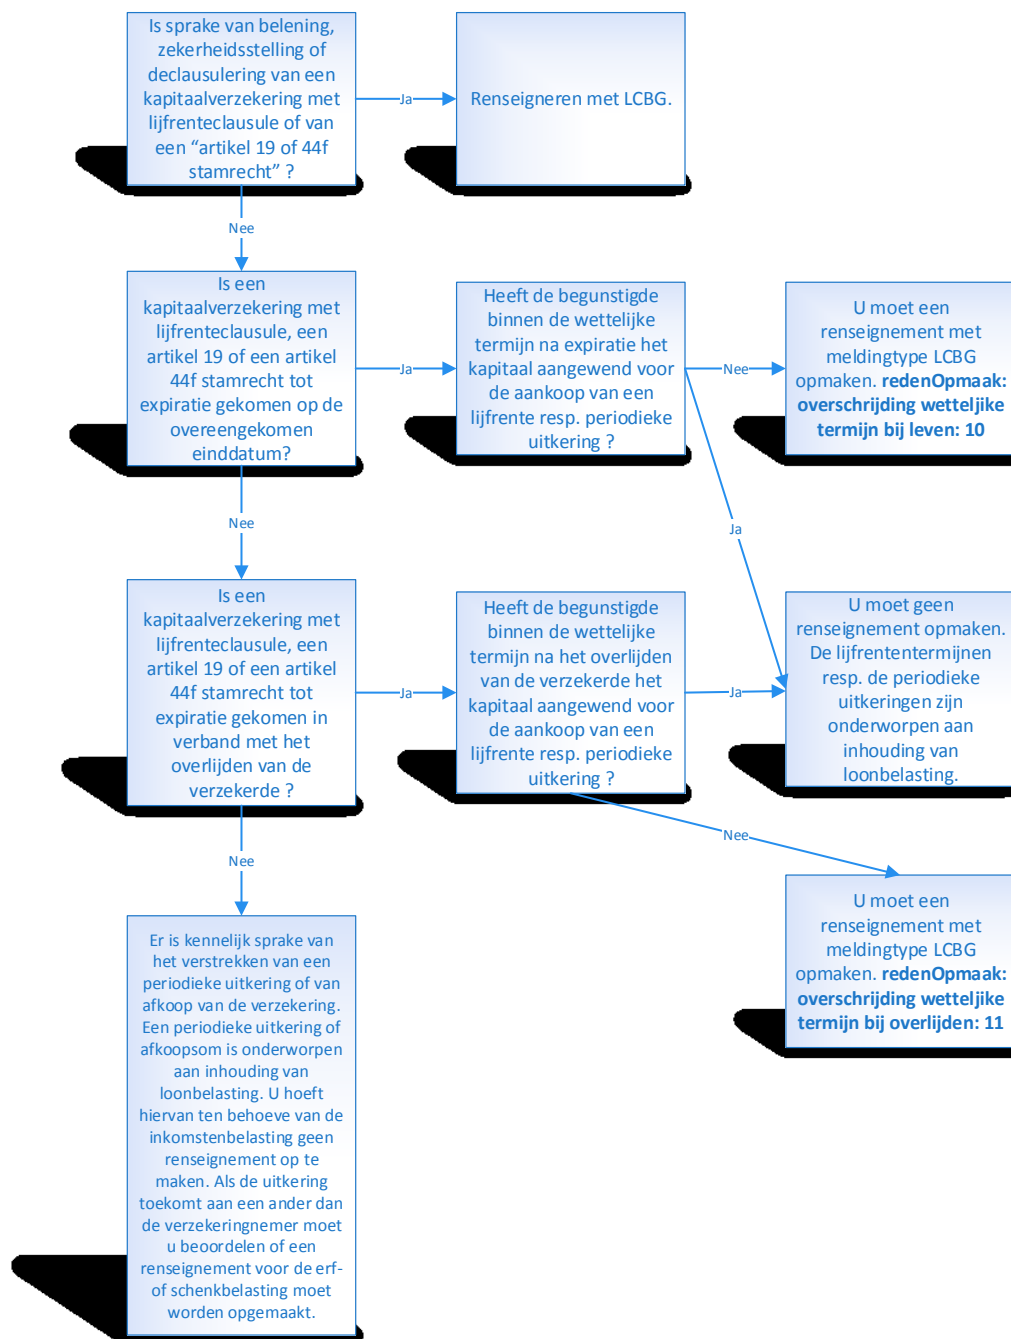 Is sprake van belening,
zekerheidsstelling of
declausulering van een
kapitaalverzekering met
lijfrenteclausule of van
een “artikel 19 of 44f
stamrecht” ?
Ja
Renseigneren met LCBG.
Nee
Is een
kapitaalverzekering met
lijfrenteclausule, een
artikel 19 of een artikel
44f stamrecht tot
expiratie gekomen op de
overeengekomen
einddatum?
Ja
Heeft de begunstigde
binnen de wettelijke
termijn na expiratie het
kapitaal aangewend voor
de aankoop van een
lijfrente resp. periodieke
uitkering ?
Nee
U moet een
renseignement met
meldingtype LCBG
opmaken. redenOpmaak:
overschrijding wetteljike
termijn bij leven: 10
Nee
Ja
Is een
kapitaalverzekering met
lijfrenteclausule, een
artikel 19 of een artikel
44f stamrecht tot
expiratie gekomen in
verband met het
overlijden van de
verzekerde ?
Ja
Heeft de begunstigde
binnen de wettelijke
termijn na het overlijden
van de verzekerde het
kapitaal aangewend voor
de aankoop van een
lijfrente resp. periodieke
uitkering ?
Ja
U moet geen
renseignement opmaken.
De lijfrententermijnen
resp. de periodieke
uitkeringen zijn
onderworpen aan
inhouding van
loonbelasting.
Nee
Nee
U moet een
renseignement met
meldingtype LCBG
opmaken. redenOpmaak:
overschrijding wetteljike
termijn bij overlijden: 11
Er is kennelijk sprake van
het verstrekken van een
periodieke uitkering of van
afkoop van de verzekering.
Een periodieke uitkering of
afkoopsom is onderworpen
aan inhouding van
loonbelasting. U hoeft
hiervan ten behoeve van de
inkomstenbelasting geen
renseignement op te
maken. Als de uitkering
toekomt aan een ander dan
de verzekeringnemer moet
u beoordelen of een
renseignement voor de erf-
of schenkbelasting moet
worden opgemaakt.